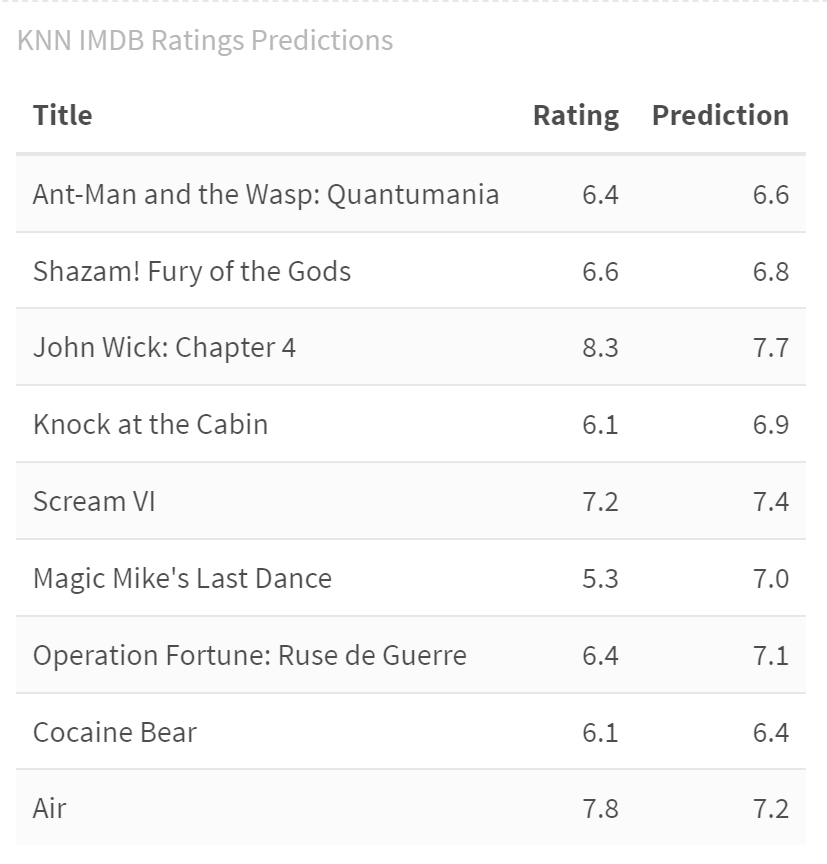 KNN IMDB Ratings Predictions
Title Rating Prediction
Ant-Man and the Wasp: Quantumania 6.4 6.6
Shazam! Fury of the Gods 6.6 6.8
John Wick: Chapter 4 8.3 7.7
Knock at the Cabin 6.1 6.9
Scream VI 7.2 7.4
Magic Mike's Last Dance 5.3 7.0
Operation Fortune: Ruse de Guerre 6.4 7.1
Cocaine Bear 6.1 6.4
Air 7.8 7.2